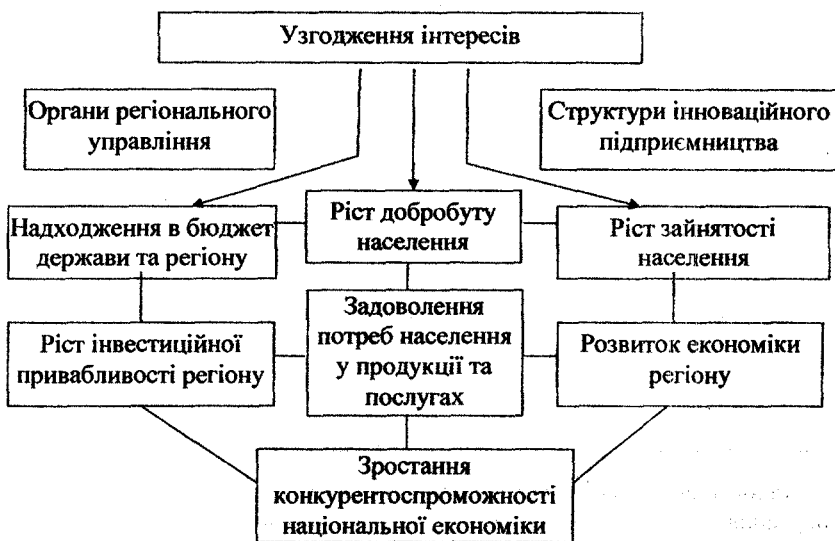 Узгодження інтересів
Органи регіонального
управління
Структури інноваційного
підприємництва
Надходження в бюджет
держави та регіону
Ріст добробуту
населення
Ріст зайнятості
населення
Ріст інвестиційної
привабливості регіону
Задоволення
потреб населення
у продукції та
послугах
Розвиток економіки
регіону
Зростання
конкурентоспроможності
національної економіки